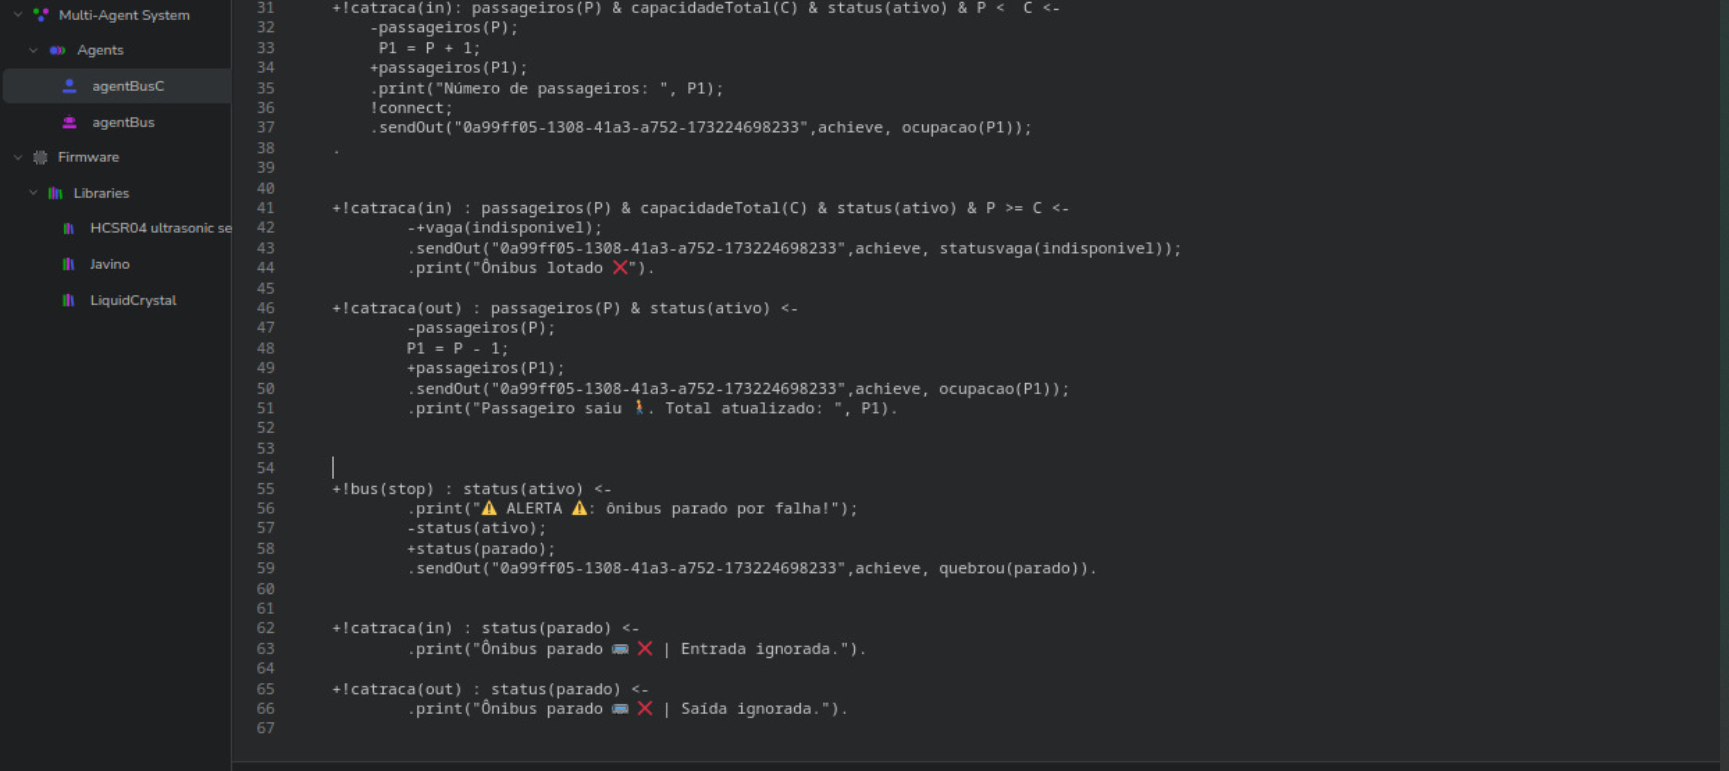 Multi-Agent System
Agents
agentBusC
agentBus
Firmware
Libraries
HCSR04 ultrasonic se
Javino
LiquidCrystal
31 +!catraca(in): passageiros(P) & capacidadeTotal(C) & status(ativo) & P <  C <-
32 -passageiros(P);
33 P1 = P + 1;
34 +passageiros(P1);
35 .print("Número de passageiros: ", P1);
36 !connect;
37 .sendOut("0a99ff05-1308-41a3-a752-173224698233",achieve, ocupacao(P1));
38 .
39
40
41 +!catraca(in) : passageiros(P) & capacidadeTotal(C) & status(ativo) & P >= C <-
42 -+vaga(indisponivel);
43 .sendOut("0a99ff05-1308-41a3-a752-173224698233",achieve, statusvaga(indisponivel));
44 .print("Ônibus lotado ❌").
45
46 +!catraca(out) : passageiros(P) & status(ativo) <-
47 -passageiros(P);
48 P1 = P - 1;
49 +passageiros(P1);
50 .sendOut("0a99ff05-1308-41a3-a752-173224698233",achieve, ocupacao(P1));
51 .print("Passageiro saiu 🚶. Total atualizado: ", P1).
52
53
54
55 +!bus(stop) : status(ativo) <-
56 .print("⚠️ ALERTA ⚠️: ônibus parado por falha!");
57 -status(ativo);
58 +status(parado);
59 .sendOut("0a99ff05-1308-41a3-a752-173224698233",achieve, quebrou(parado)).
60
61
62 +!catraca(in) : status(parado) <-
63 .print("Ônibus parado 🚌 ❌ | Entrada ignorada.").
64
65 +!catraca(out) : status(parado) <-
66 .print("Ônibus parado 🚌 ❌ | Saída ignorada.").
67